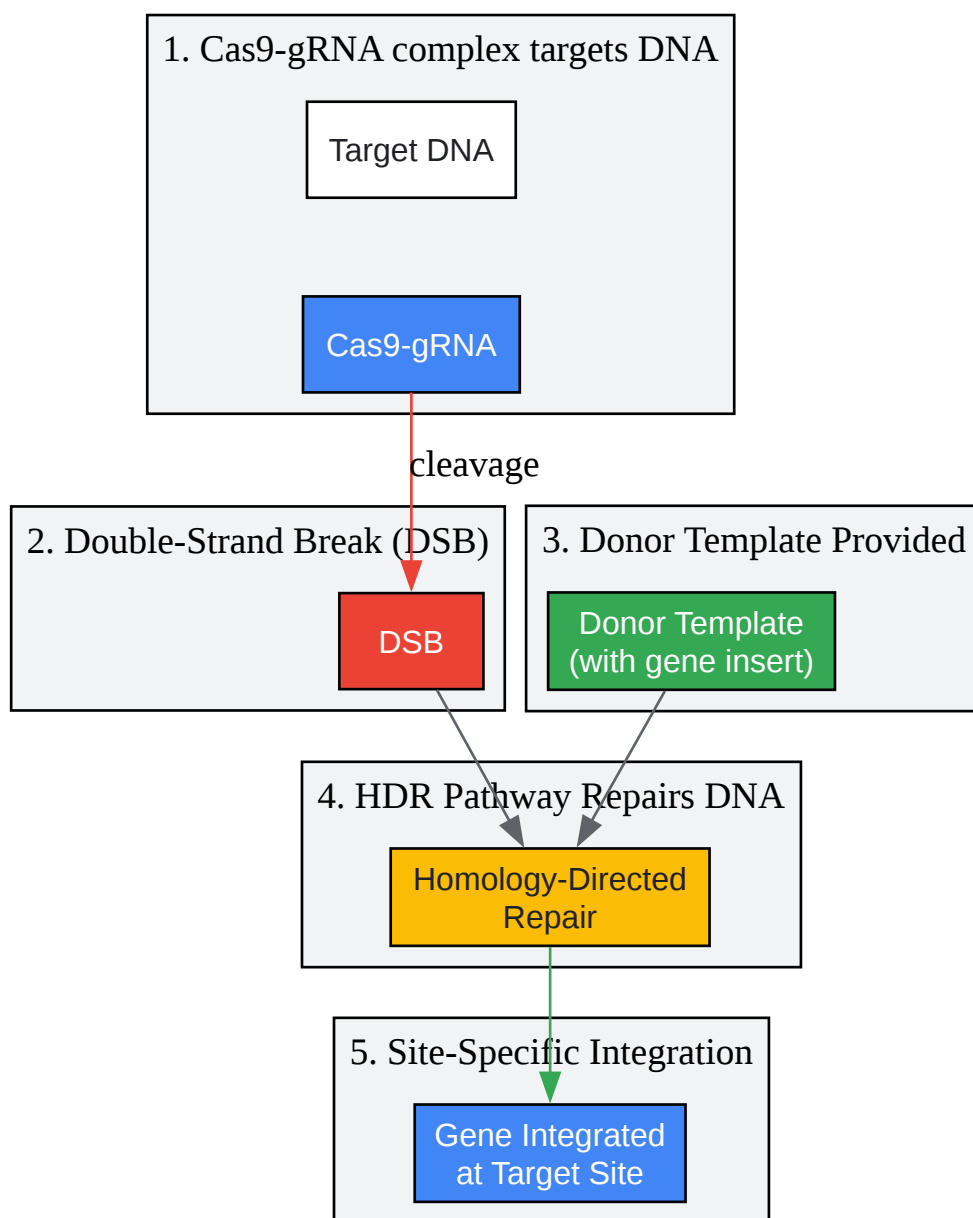 1. Cas9-gRNA complex targets DNA
Target DNA
Cas9-gRNA
cleavage
2. Double-Strand Break (DSB)
DSB
3. Donor Template Provided
Donor Template
(with gene insert)
4. HDR Pathway Repairs DNA
Homology-Directed
Repair
5. Site-Specific Integration
Gene Integrated
at Target Site